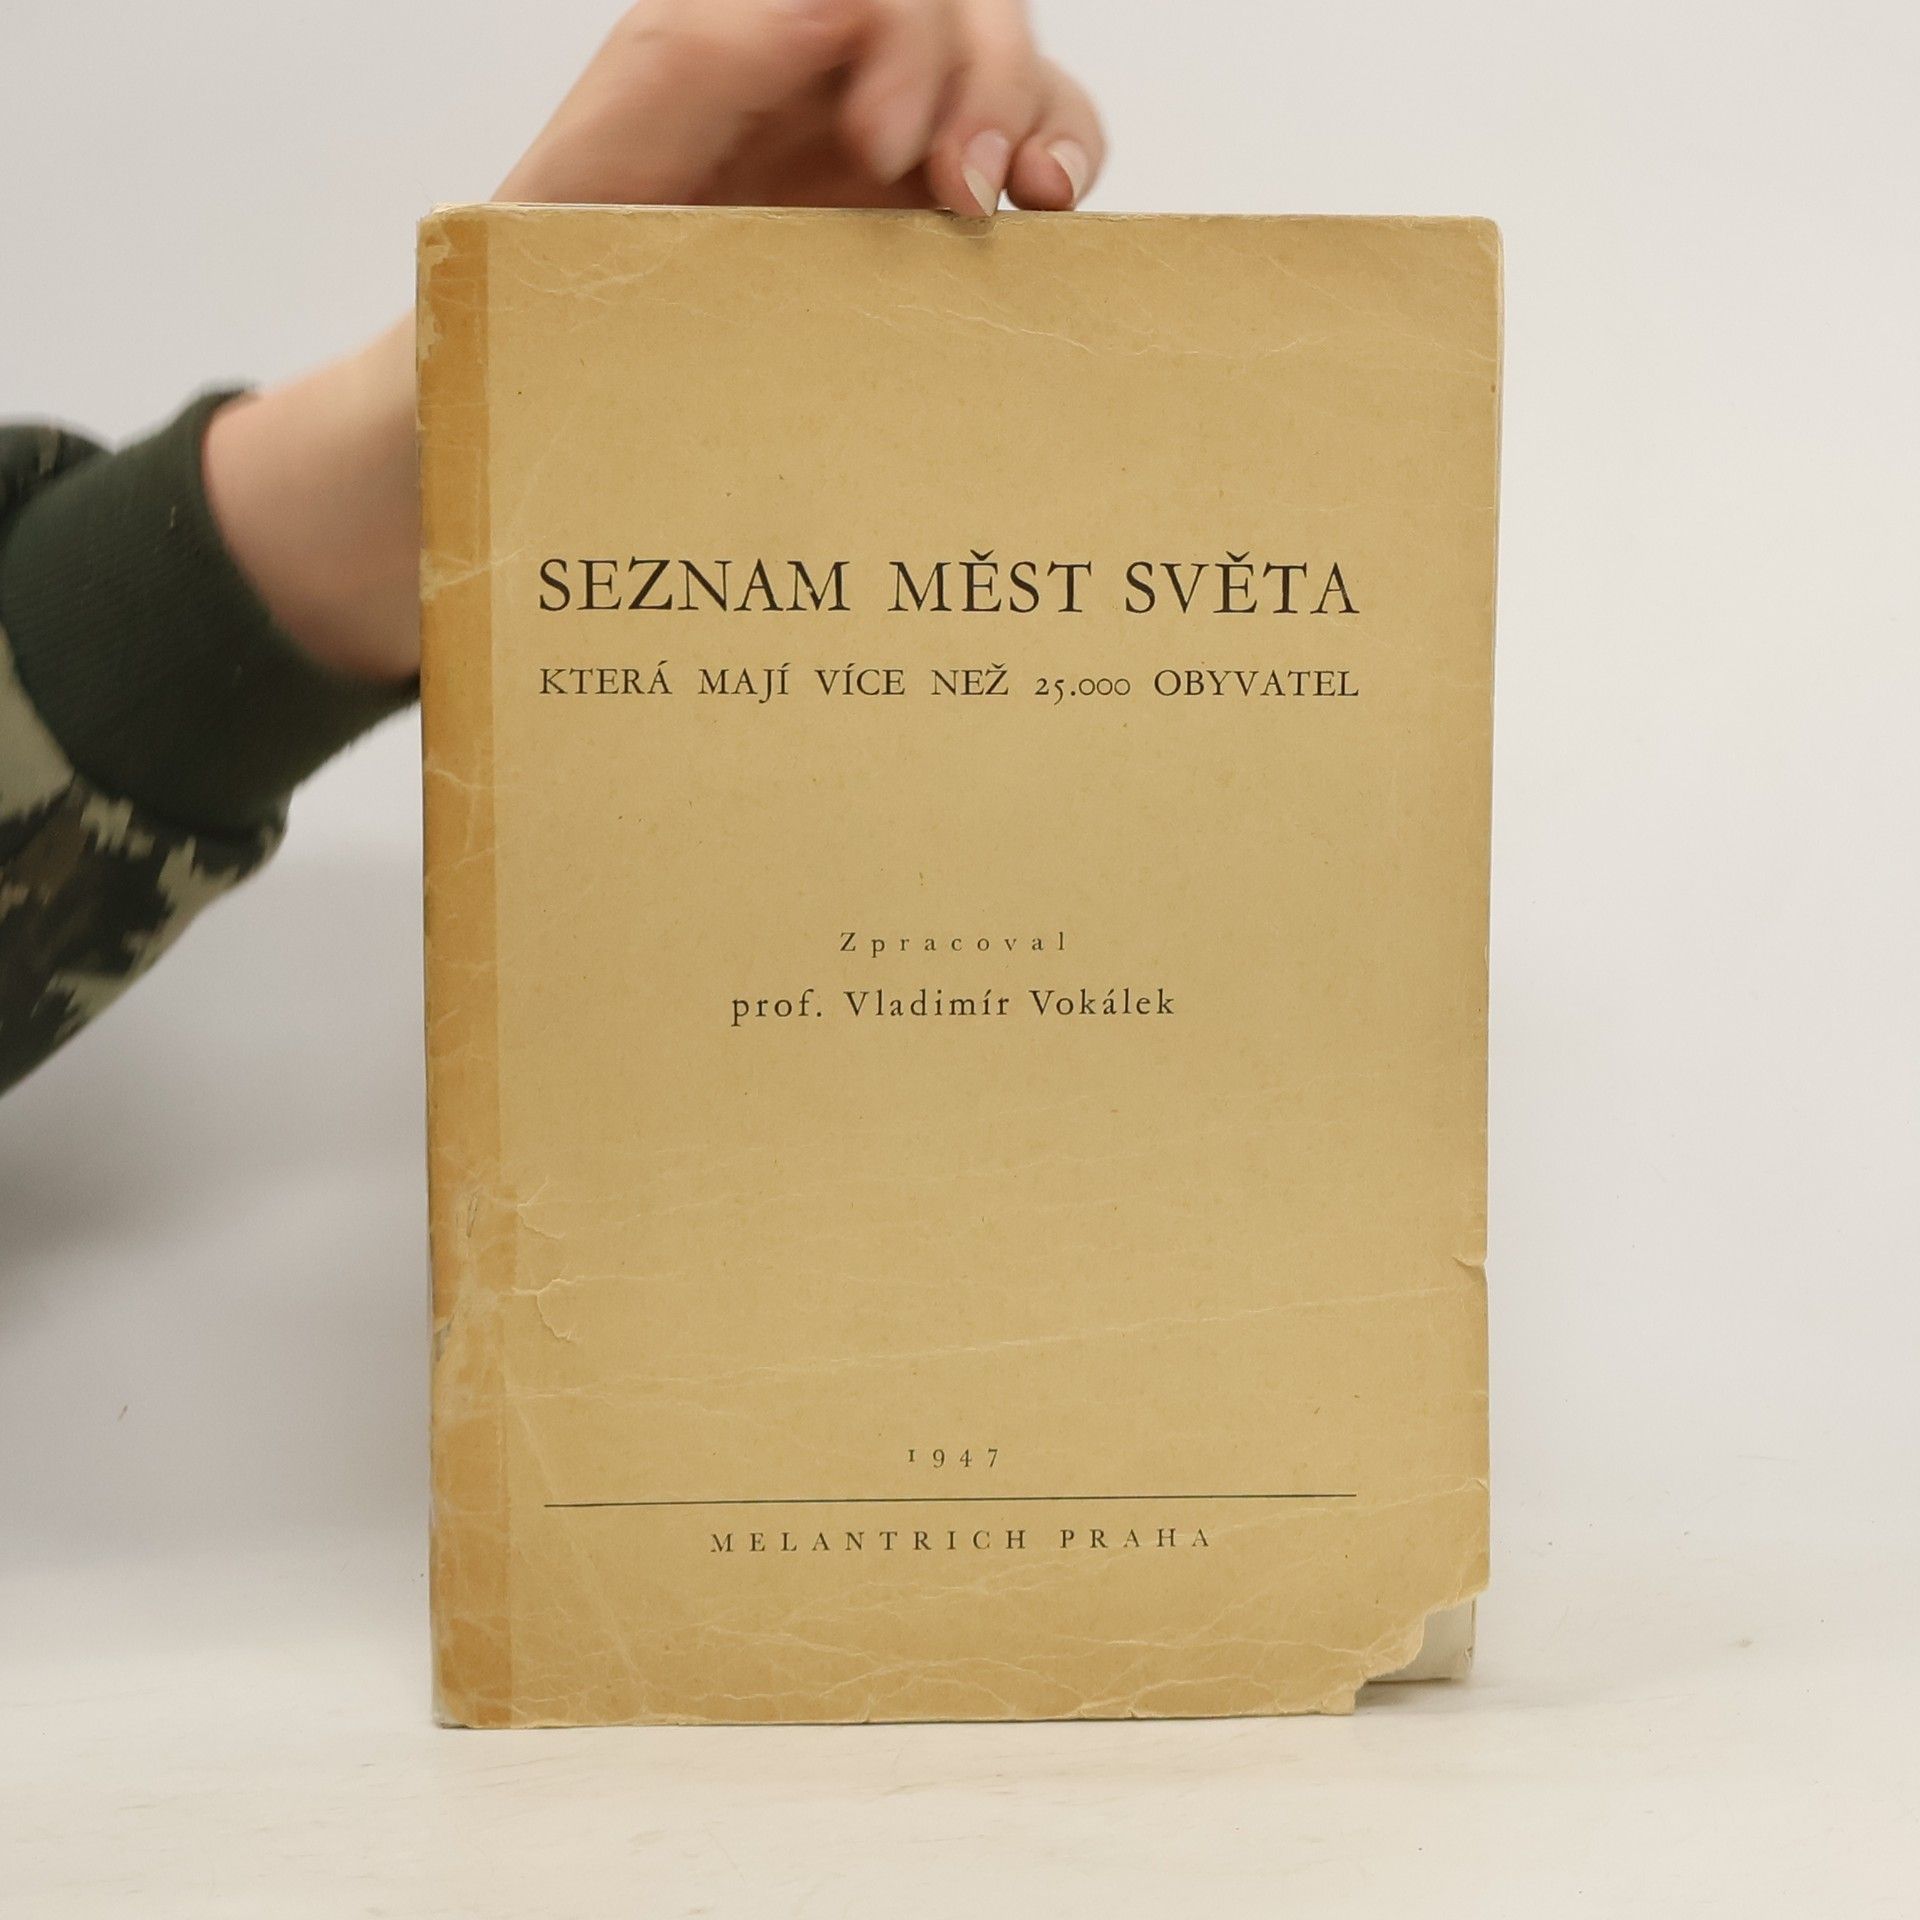 SEZNAM MĚST SVĚTA
KTERÁ MAJÍ VÍCE NEŽ 25.000 OBYVATEL
Zpracoval
prof. Vladimír Vokálek
1947
MELANTRICH PRAHA